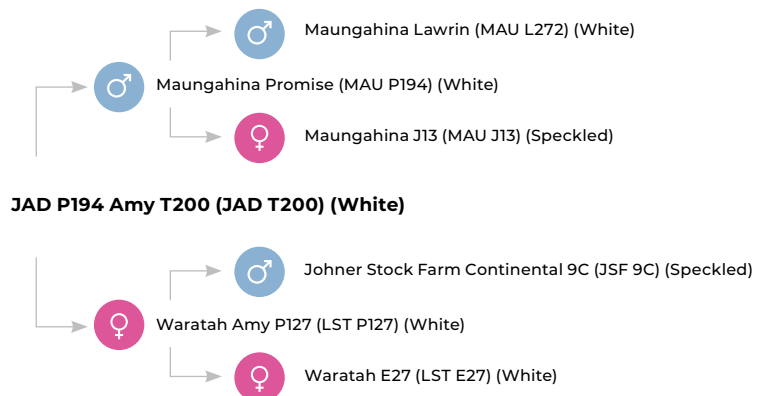 Maungahina Lawrin (MAU L272) (White)
Maungahina Promise (MAU P194) (White)
Maungahina J13 (MAU J13) (Speckled)
JAD P194 Amy T200 (JAD T200) (White)
Johner Stock Farm Continental 9C (JSF 9C) (Speckled)
Waratah Amy P127 (LST P127) (White)
Waratah E27 (LST E27) (White)